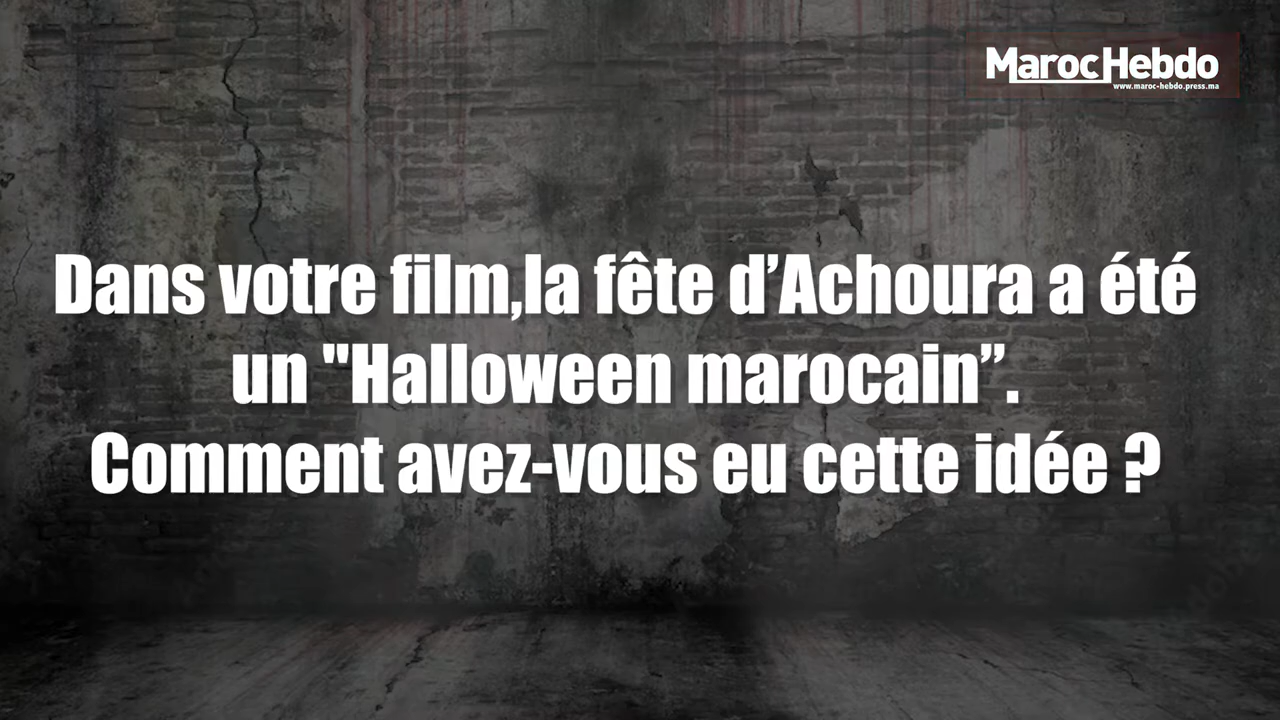 MarocHebdo
www.maroc-hebdo.press.ma
Dans votre film,la fête d’Achoura a été
un "Halloween marocain”.
Comment avez-vous eu cette idée ?